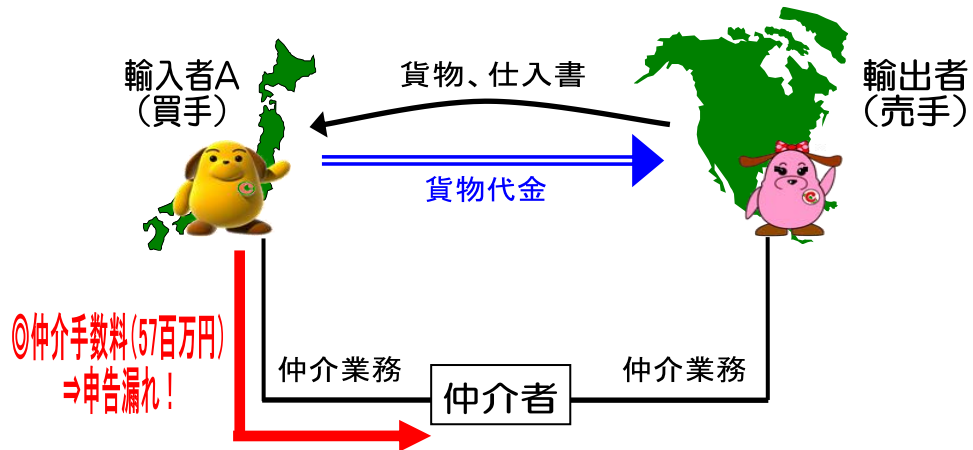 輸入者A
(買手)
貨物、仕入書
輸出者
(売手)
貨物代金
◎仲介手数料(57百万円)
⇒申告漏れ!
仲介業務
仲介業務
仲介者